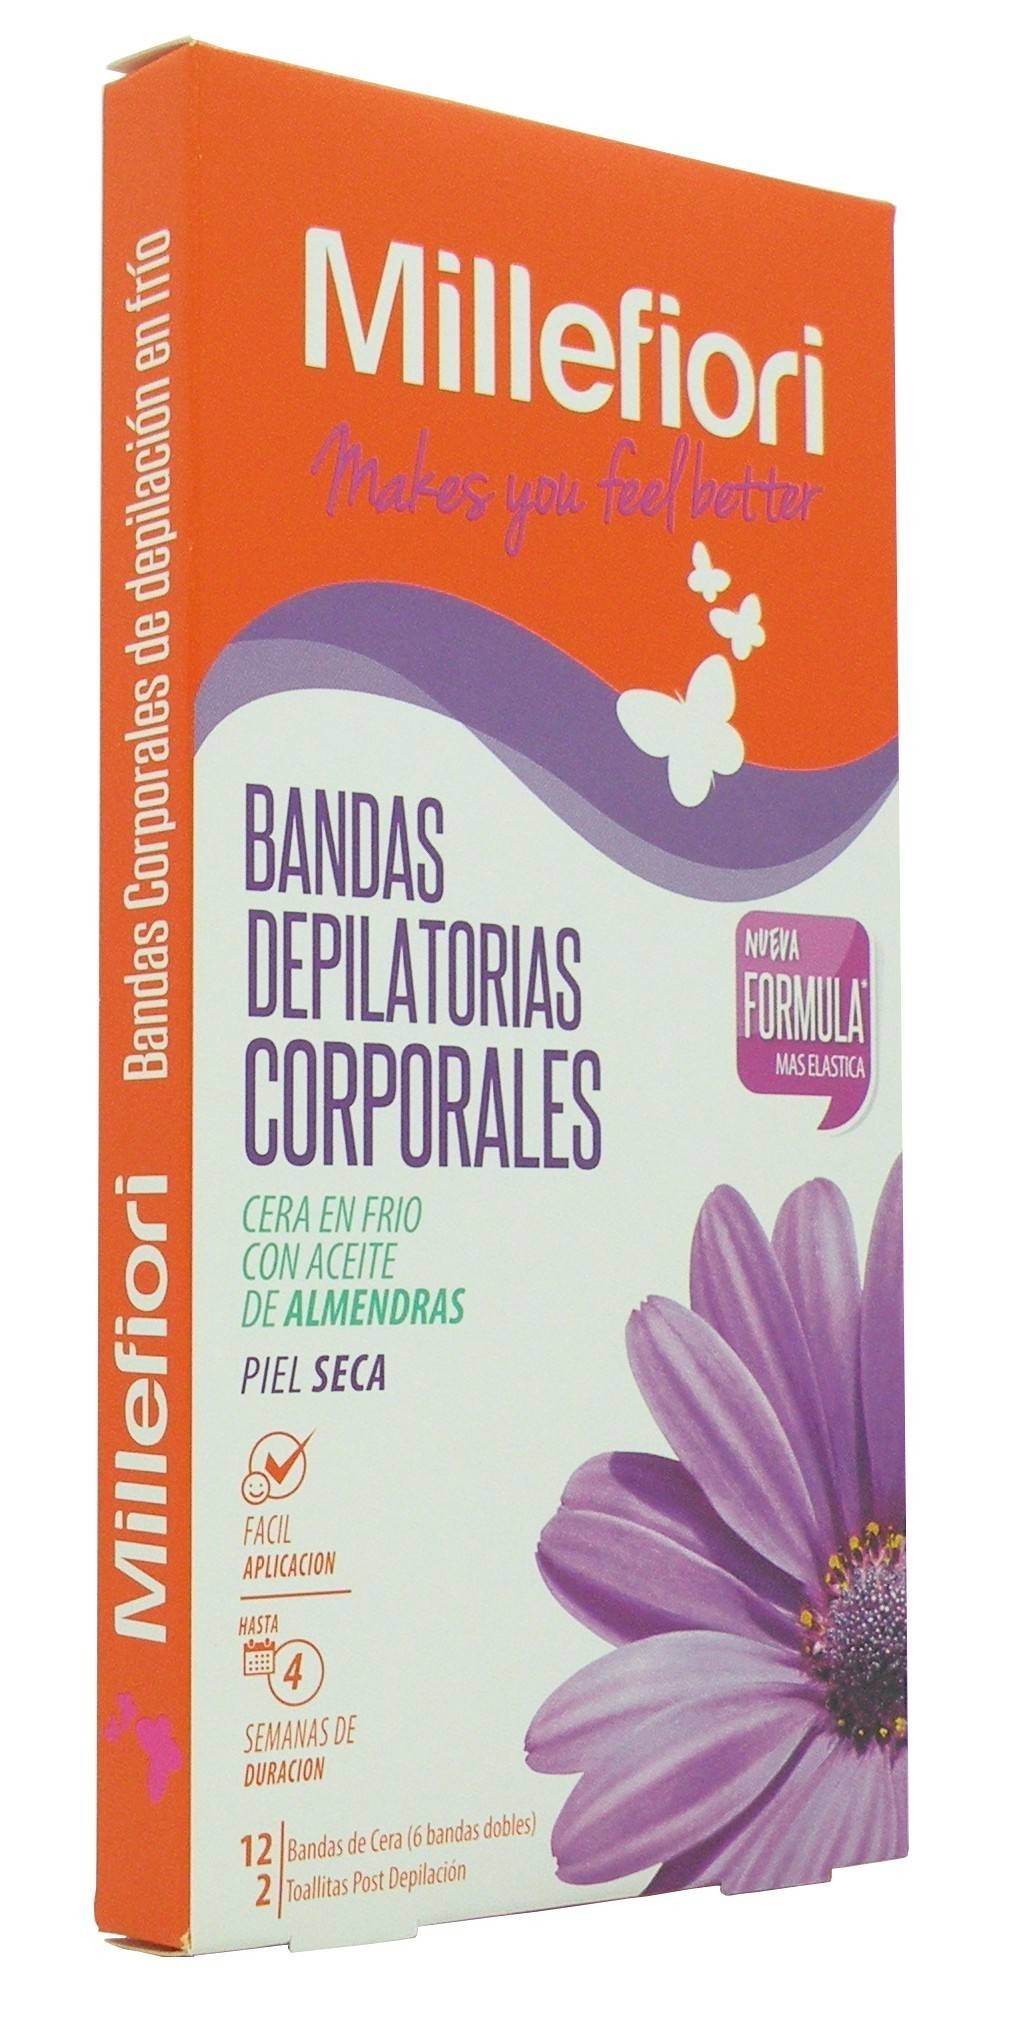 Millefiori
Makes you feel better
BANDAS
DEPILATORIAS
CORPORALES
NUEVA
FORMULA*
MAS ELASTICA
CERA EN FRIO
CON ACEITE
DE ALMENDRAS
PIEL SECA
FACIL
APLICACION
HASTA
4
SEMANAS DE
DURACION
12 Bandas de Cera (6 bandas dobles)
2 Toallitas Post Depilación
Millefiori Bandas Corporales de depilación en frío